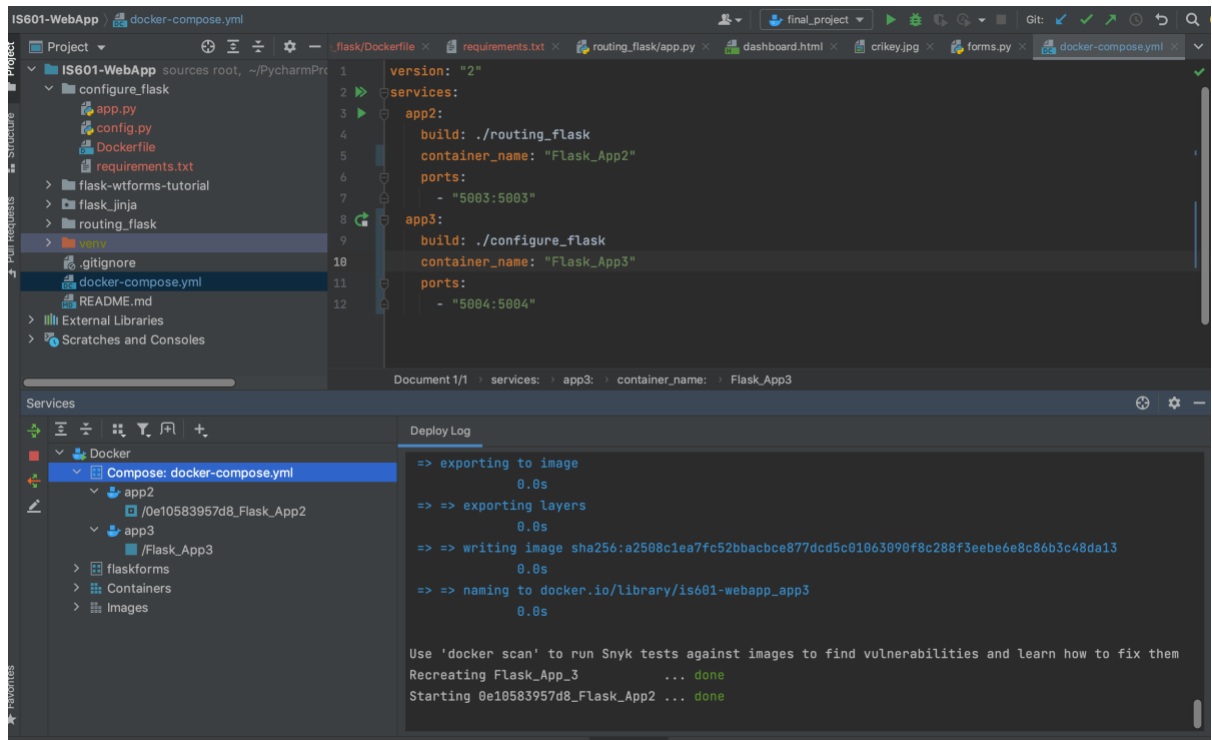 IS601-WebApp
docker-compose.yml
final_project
Git:
Project
_flask/Dockerfile
requirements.txt
routing_flask/app.py
dashboard.html
crikey.jpg
forms.py
docker-compose.yml
Project
Structure
Pull Requests
Favorites
IS601-WebApp sources root, ~/PycharmPro
configure_flask
app.py
config.py
Dockerfile
requirements.txt
flask-wtforms-tutorial
flask_jinja
routing_flask
venv
.gitignore
docker-compose.yml
README.md
External Libraries
Scratches and Consoles
1 version: "2"
2 services:
3 app2:
4 build: ./routing_flask
5 container_name: "Flask_App2"
6 ports:
7 - "5003:5003"
8 app3:
9 build: ./configure_flask
10 container_name: "Flask_App3"
11 ports:
12 - "5004:5004"
Document 1/1 › services: › app3: › container_name: › Flask_App3
Services
Docker
Compose: docker-compose.yml
app2
/0e10583957d8_Flask_App2
app3
/Flask_App3
flaskforms
Containers
Images
Deploy Log
=> exporting to image
0.0s
=> => exporting layers
0.0s
=> => writing image sha256:a2508c1ea7fc52bbacbce877dcd5c01063090f8c288f3eebe6e8c86b3c48da13
0.0s
=> => naming to docker.io/library/is601-webapp_app3
0.0s
Use 'docker scan' to run Snyk tests against images to find vulnerabilities and learn how to fix them
Recreating Flask_App_3 ... done
Starting 0e10583957d8_Flask_App2 ... done